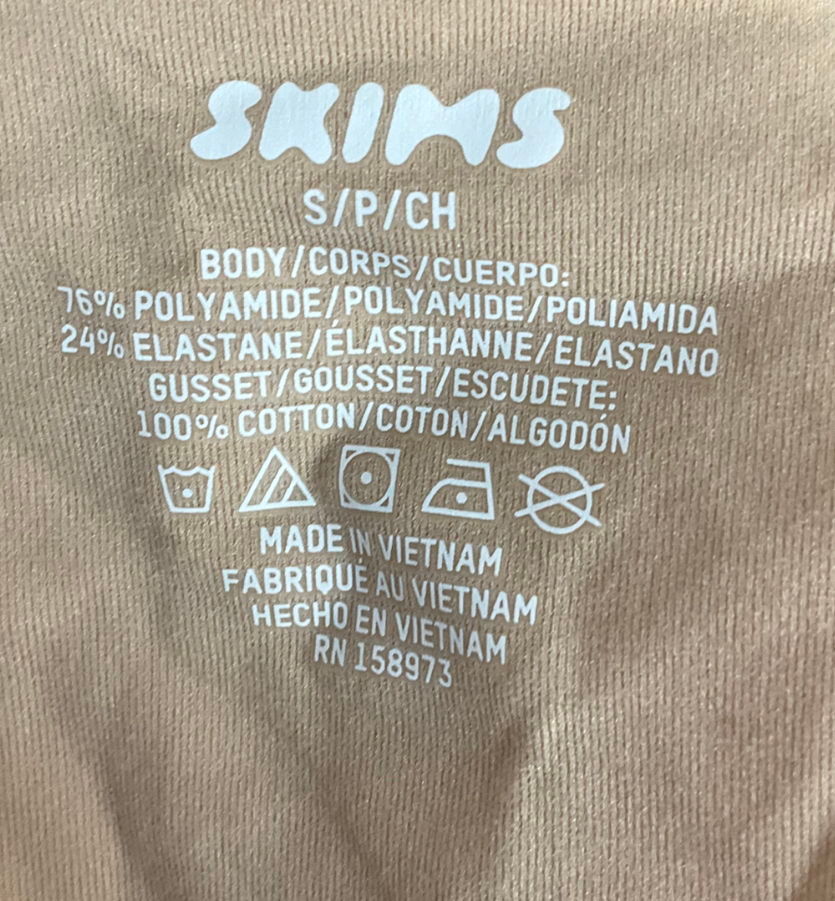 SKIMS
S/P/CH
BODY/CORPS/CUERPO:
76% POLYAMIDE/POLYAMIDE/POLIAMIDA
24% ELASTANE/ÉLASTHANNE/ELASTANO
GUSSET/GOUSSET/ESCUDETE:
100% COTTON/COTON/ALGODÓN
MADE IN VIETNAM
FABRIQUÉ AU VIETNAM
HECHO EN VIETNAM
RN 158973